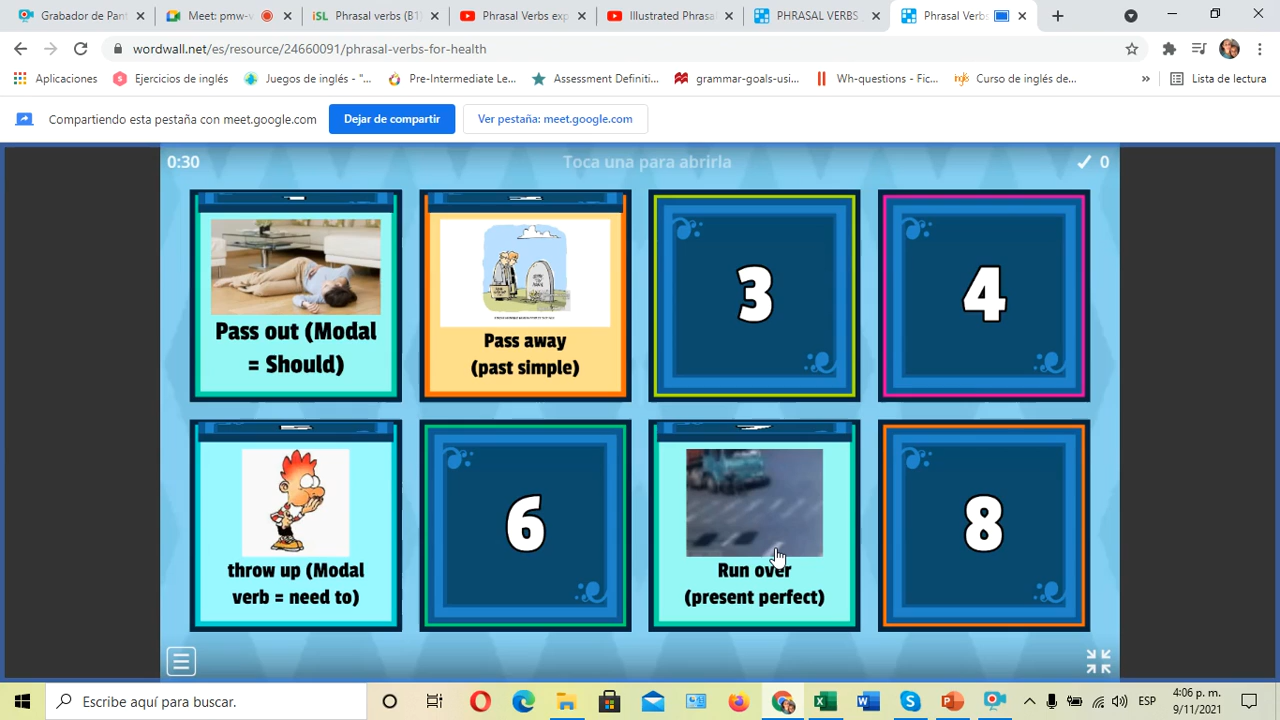 Grabador de Pant
Meet: pmw-v
Phrasal verbs (B1)
Phrasal Verbs exp
Illustrated Phrasal
PHRASAL VERBS
Phrasal Verbs
wordwall.net/es/resource/24660091/phrasal-verbs-for-health
Aplicaciones
Ejercicios de inglés
Juegos de inglés - "...
Pre-Intermediate Le...
Assessment Definiti...
grammar-goals-usi...
Wh-questions - Fic...
Curso de inglés de...
»
Lista de lectura
Compartiendo esta pestaña con meet.google.com
Dejar de compartir
Ver pestaña: meet.google.com
0:30
Toca una para abrirla
0
Pass out (Modal
= Should)
Pass away
(past simple)
3
4
throw up (Modal
verb = need to)
6
Run over
(present perfect)
8
Escribe aquí para buscar.
ESP
4:06 p. m.
9/11/2021